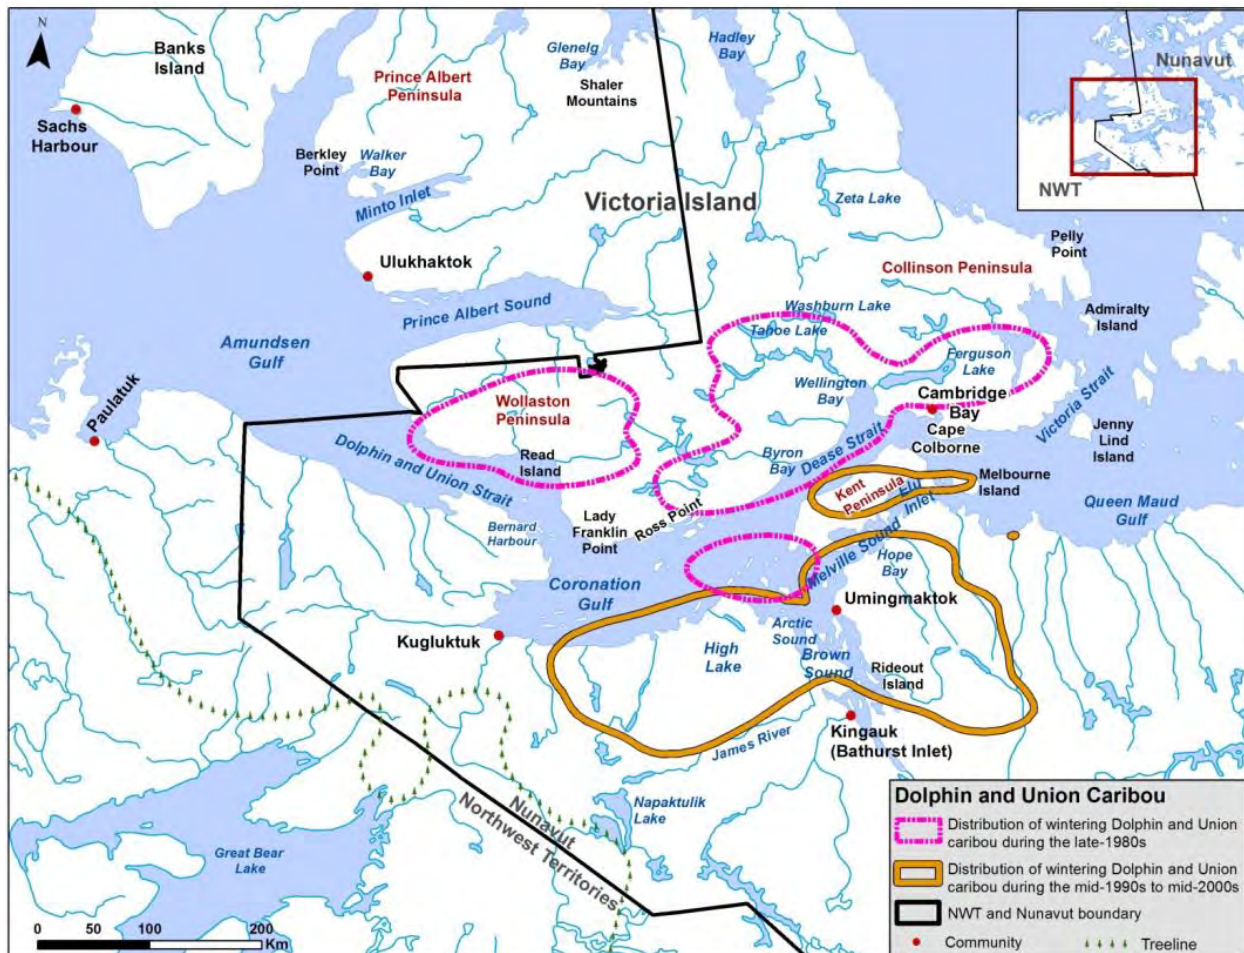 N
Banks
Island
Sachs
Harbour
Prince Albert
Peninsula
Glenelg
Bay
Shaler
Mountains
Hadley
Bay
Nunavut
NWT
Berkley
Point
Walker
Bay
Minto Inlet
Victoria Island
Zeta Lake
Pelly
Point
Ulukhaktok
Collinson Peninsula
Prince Albert Sound
Washburn Lake
Tahoe Lake
Admiralty
Island
Amundsen
Gulf
Ferguson
Lake
Wellington
Bay
Cambridge
Bay
Cape
Colborne
Victoria Strait
Paulatuk
Wollaston
Peninsula
Jenny
Lind
Island
Dolphin and Union Strait
Read
Island
Byron
Bay
Dease Strait
Kent
Peninsula
Elu
Inlet
Melbourne
Island
Queen Maud
Gulf
Bernard
Harbour
Lady
Franklin
Point
Ross Point
Melville Sound
Hope
Bay
Coronation
Gulf
Umingmaktok
Kugluktuk
Arctic
Sound
High
Lake
Brown
Sound
Rideout
Island
James River
Kingauk
(Bathurst Inlet)
Napaktulik
Lake
Nunavut
Northwest Territories
Great Bear
Lake
0 50 100 200
Km
Dolphin and Union Caribou
Distribution of wintering Dolphin and Union
caribou during the late-1980s
Distribution of wintering Dolphin and Union
caribou during the mid-1990s to mid-2000s
NWT and Nunavut boundary
Community
Treeline